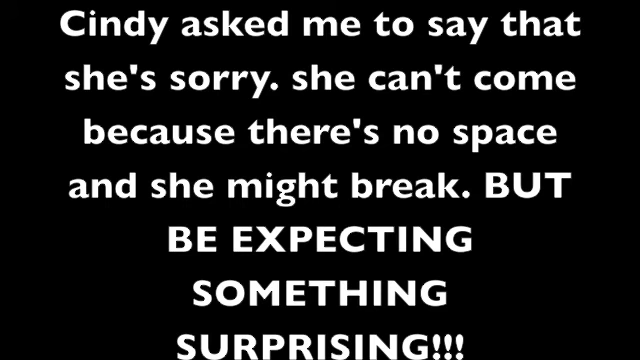 Cindy asked me to say that
she's sorry. she can't come
because there's no space
and she might break. BUT
BE EXPECTING
SOMETHING
SURPRISING!!!